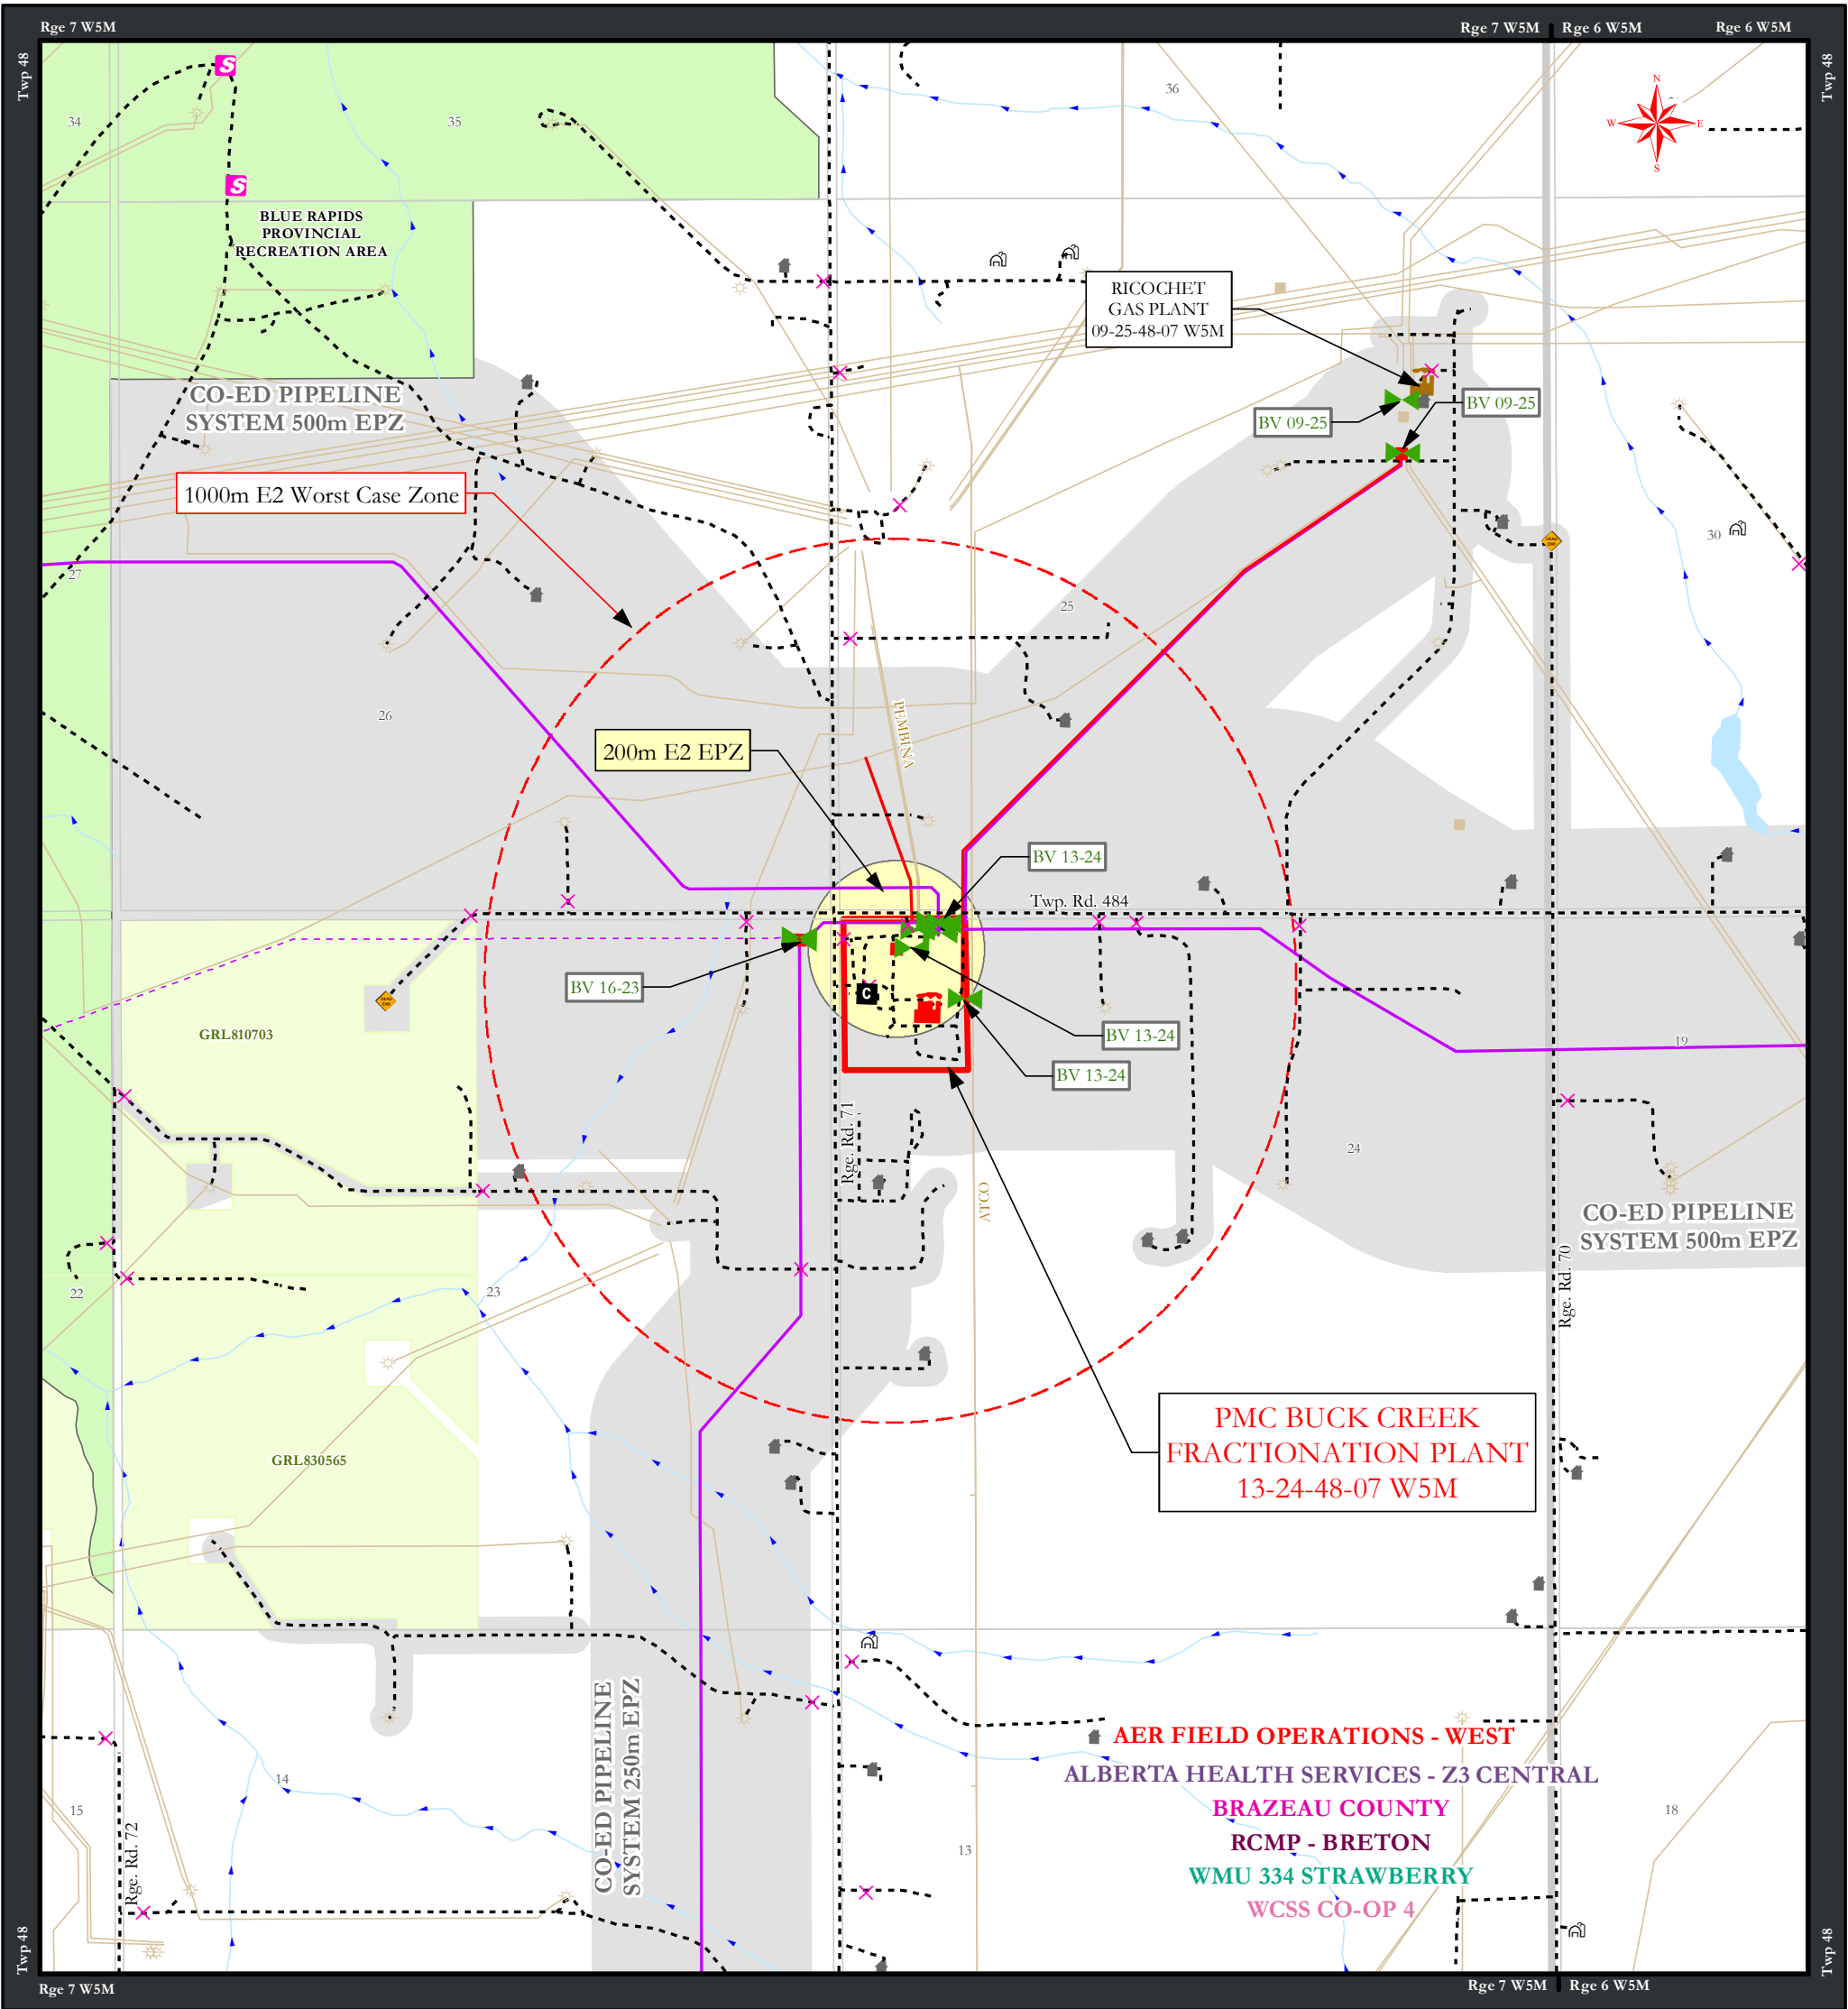 Rge 7 W5M
Rge 7 W5M
Rge 6 W5M
Rge 6 W5M
Twp 48
Twp 48
N
W
E
S
S
S
34
35
36
BLUE RAPIDS
PROVINCIAL
RECREATION AREA
RICOCHET
GAS PLANT
09-25-48-07 W5M
BV 09-25
BV 09-25
CO-ED PIPELINE
SYSTEM 500m EPZ
1000m E2 Worst Case Zone
30
27
25
26
PEMBINA
200m E2 EPZ
BV 13-24
Twp. Rd. 484
BV 16-23
C
BV 13-24
BV 13-24
DEAD
END
DEAD
END
GRL810703
19
Rge. Rd. 71
24
ATCO
CO-ED PIPELINE
SYSTEM 500m EPZ
Rge. Rd. 70
22
23
PMC BUCK CREEK
FRACTIONATION PLANT
13-24-48-07 W5M
GRL830565
CO-ED PIPELINE
SYSTEM 250m EPZ
AER FIELD OPERATIONS - WEST
ALBERTA HEALTH SERVICES - Z3 CENTRAL
BRAZEAU COUNTY
RCMP - BRETON
WMU 334 STRAWBERRY
WCSS CO-OP 4
14
15
13
18
Rge. Rd. 72
Twp 48
Twp 48
Rge 7 W5M
Rge 7 W5M
Rge 6 W5M